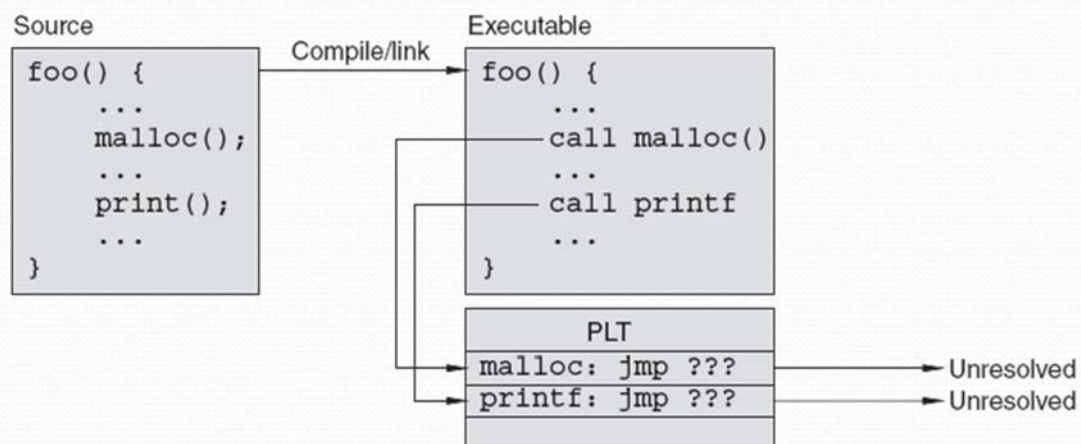 Source
foo() {
...
malloc();
...
print();
...
}
Compile/link
Executable
foo() {
...
call malloc()
...
call printf
...
}
PLT
malloc: jmp ???
Unresolved
printf: jmp ???
Unresolved